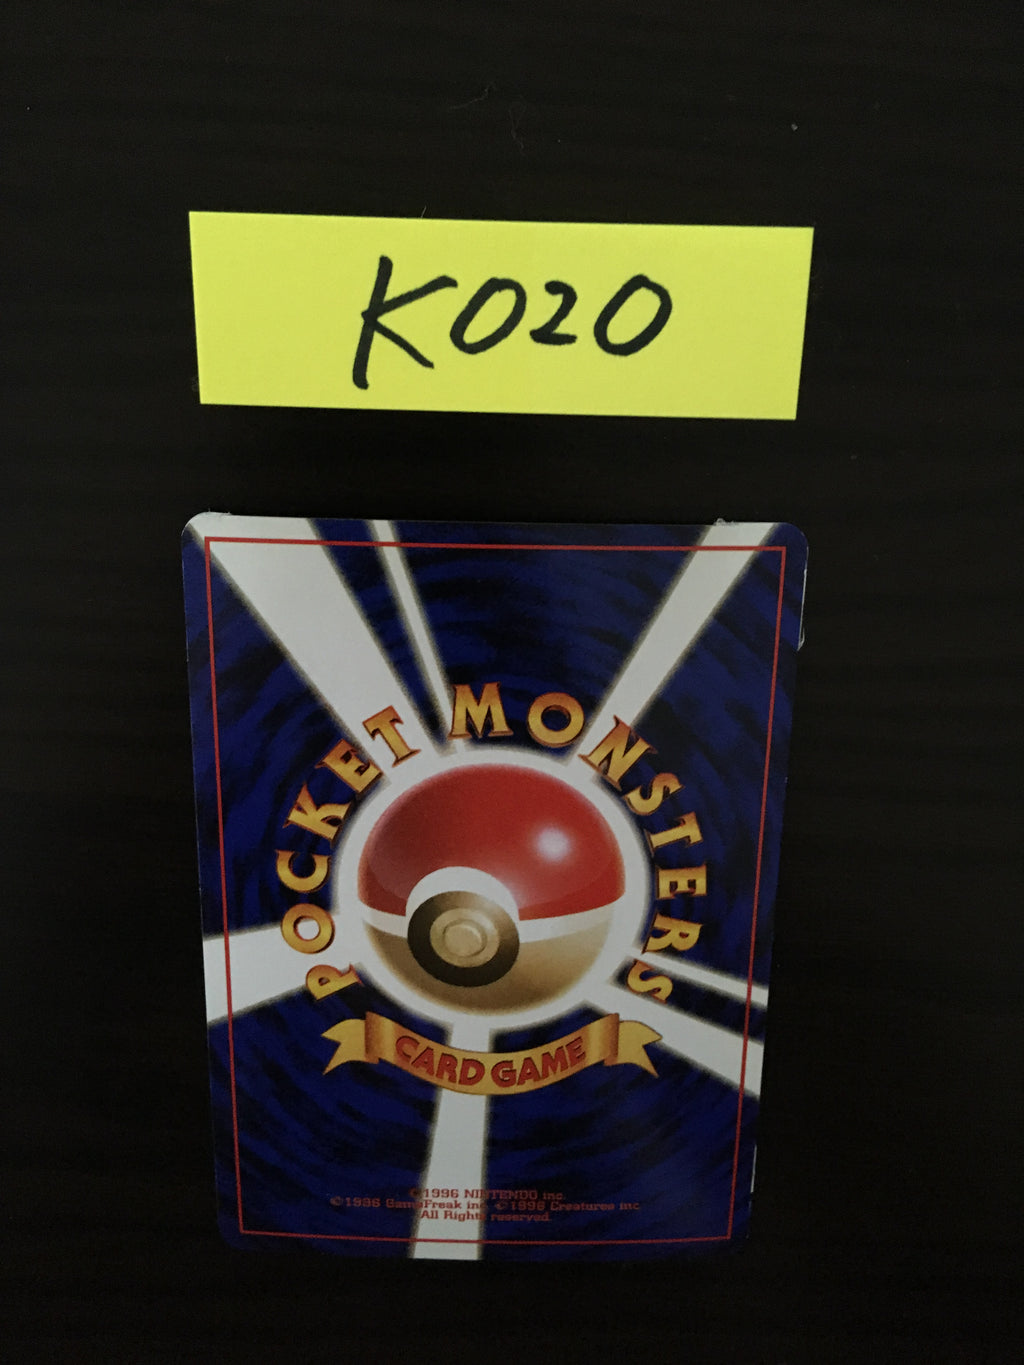 K020
POCKET MONSTERS
CARD GAME
©1996 NINTENDO inc.
©1996 GameFreak inc. ©1996 Creatures inc.
All Rights reserved.